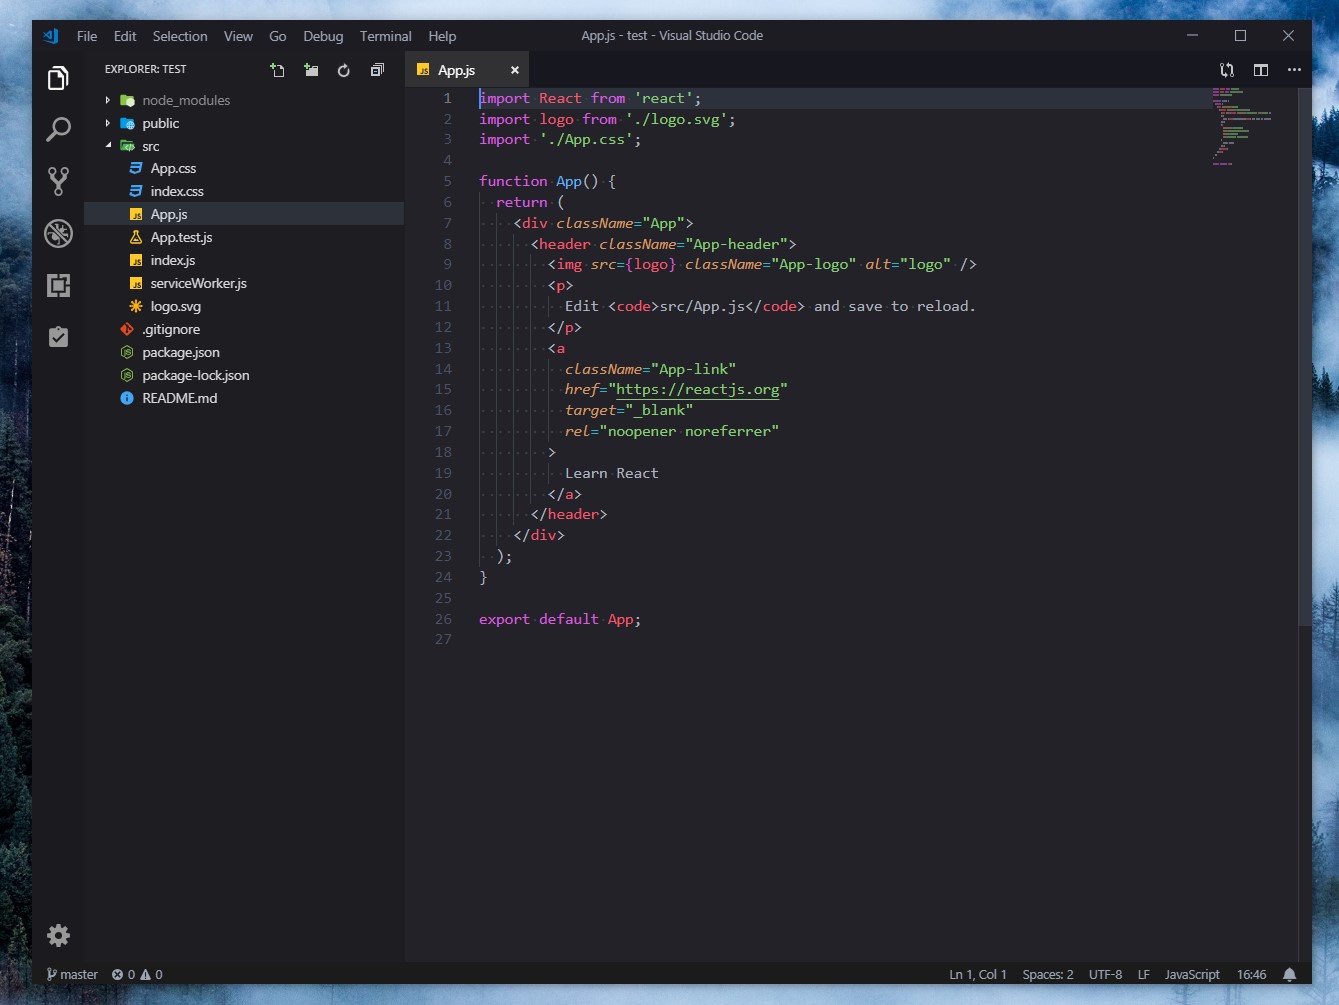 File Edit Selection View Go Debug Terminal Help App.js - test - Visual Studio Code
EXPLORER: TEST
node_modules
public
src
App.css
index.css
App.js
App.test.js
index.js
serviceWorker.js
logo.svg
.gitignore
package.json
package-lock.json
README.md
App.js
1 import React from 'react';
2 import logo from './logo.svg';
3 import './App.css';
4
5 function App() {
6   return (
7     <div className="App">
8       <header className="App-header">
9         <img src={logo} className="App-logo" alt="logo" />
10         <p>
11           Edit <code>src/App.js</code> and save to reload.
12         </p>
13         <a
14           className="App-link"
15           href="https://reactjs.org"
16           target="_blank"
17           rel="noopener noreferrer"
18         >
19           Learn React
20         </a>
21       </header>
22     </div>
23   );
24 }
25
26 export default App;
27
master 0 0 Ln 1, Col 1 Spaces: 2 UTF-8 LF JavaScript 16:46